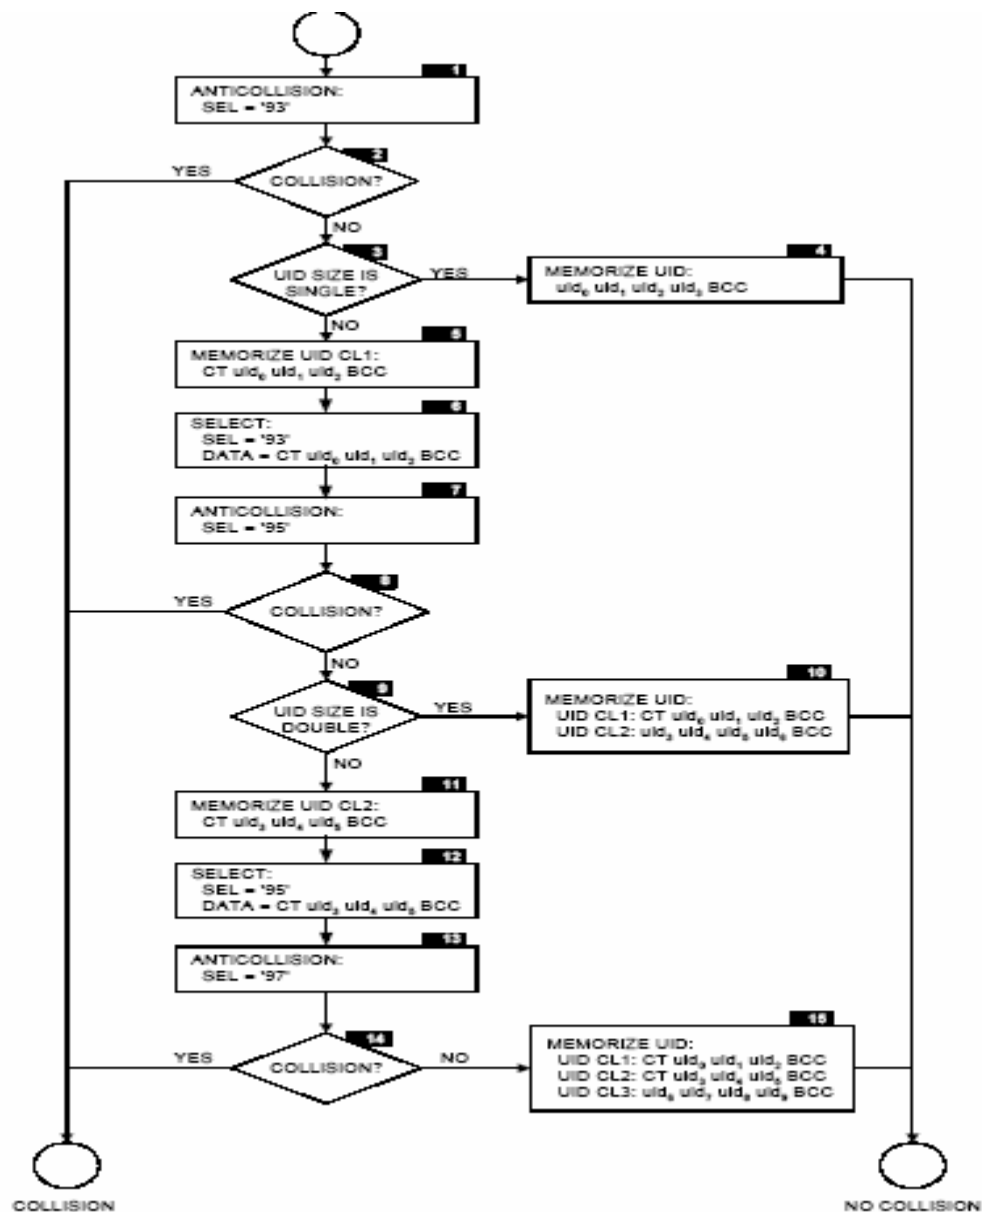 1
ANTICOLLISION:
SEL = '93'
2
YES
COLLISION?
NO
3
UID SIZE IS
SINGLE?
YES
4
MEMORIZE UID:
uid₀ uid₁ uid₂ uid₃ BCC
NO
5
MEMORIZE UID CL1:
CT uid₀ uid₁ uid₂ BCC
6
SELECT:
SEL = '93'
DATA = CT uid₀ uid₁ uid₂ BCC
7
ANTICOLLISION:
SEL = '95'
8
YES
COLLISION?
NO
9
UID SIZE IS
DOUBLE?
YES
10
MEMORIZE UID:
UID CL1: CT uid₀ uid₁ uid₂ BCC
UID CL2: uid₃ uid₄ uid₅ uid₆ BCC
NO
11
MEMORIZE UID CL2:
CT uid₃ uid₄ uid₅ BCC
12
SELECT:
SEL = '95'
DATA = CT uid₃ uid₄ uid₅ BCC
13
ANTICOLLISION:
SEL = '97'
14
YES
COLLISION?
NO
15
MEMORIZE UID:
UID CL1: CT uid₀ uid₁ uid₂ BCC
UID CL2: CT uid₃ uid₄ uid₅ BCC
UID CL3: uid₆ uid₇ uid₈ uid₉ BCC
COLLISION
NO COLLISION